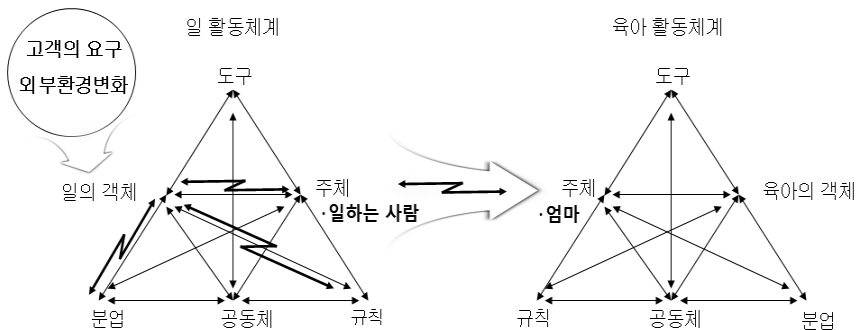 고객의 요구
외부환경변화
일 활동체계
도구
일의 객체
주체
·일하는 사람
분업
공동체
규칙
육아 활동체계
도구
주체
·엄마
육아의 객체
규칙
공동체
분업